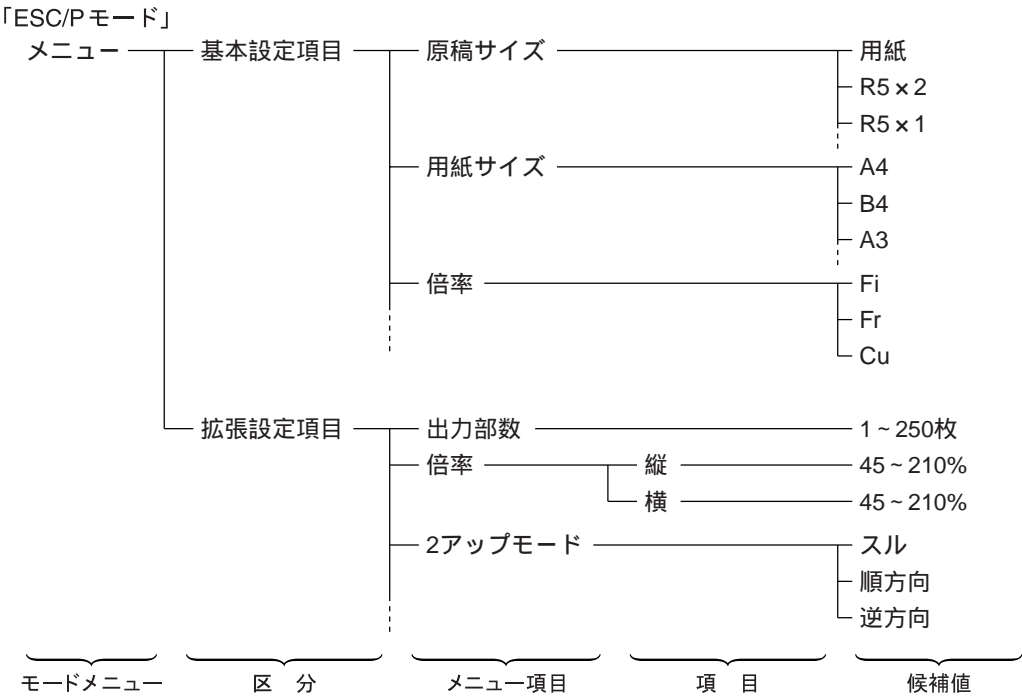 「ESC/Pモード」
メニュー 基本設定項目 原稿サイズ 用紙
R5×2
R5×1
用紙サイズ A4
B4
A3
倍率 Fi
Fr
Cu
拡張設定項目 出力部数 1~250枚
倍率 縦 45~210%
横 45~210%
2アップモード スル
順方向
逆方向
モードメニュー 区 分 メニュー項目 項 目 候補値